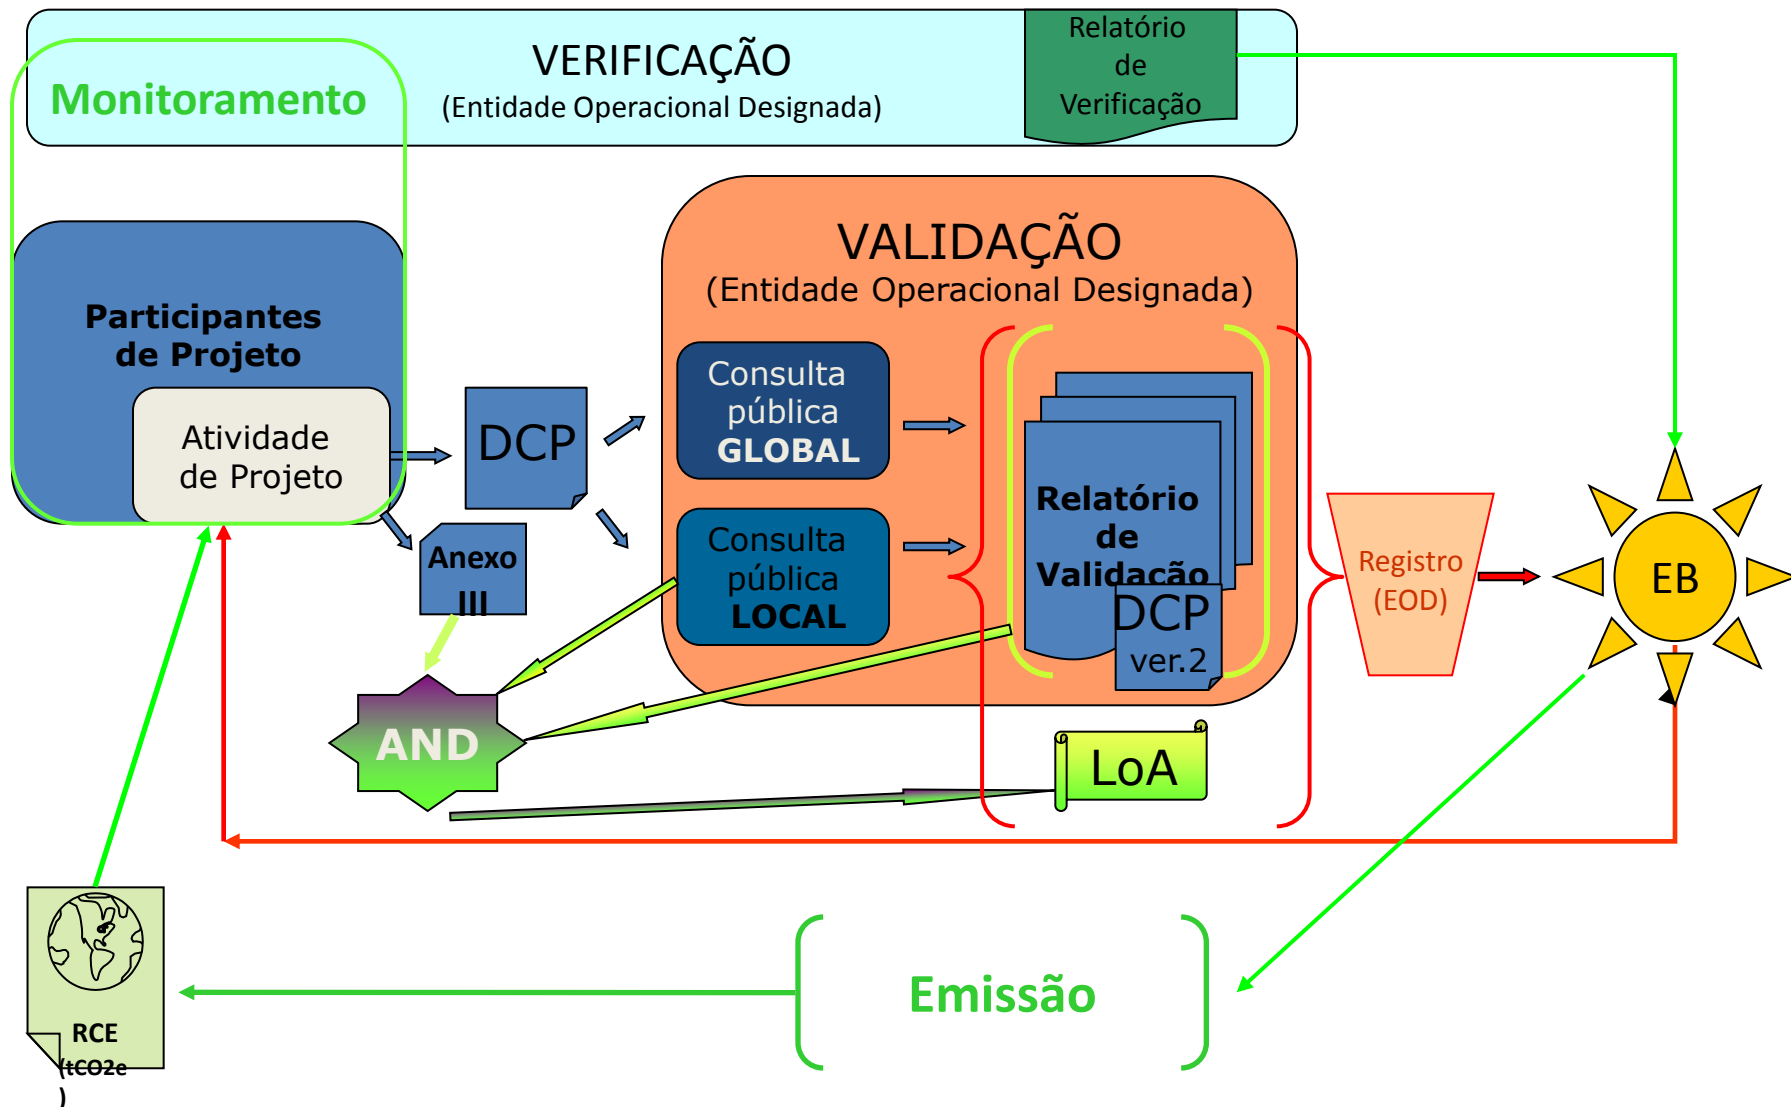 VERIFICAÇÃO
(Entidade Operacional Designada)
Relatório
de
Verificação
Monitoramento
Participantes
de Projeto
Atividade
de Projeto
DCP
Anexo
III
VALIDAÇÃO
(Entidade Operacional Designada)
Consulta
pública
GLOBAL
Consulta
pública
LOCAL
Relatório
de
Validação
DCP
ver.2
Registro
(EOD)
EB
AND
LoA
Emissão
RCE
(tCO2e
)